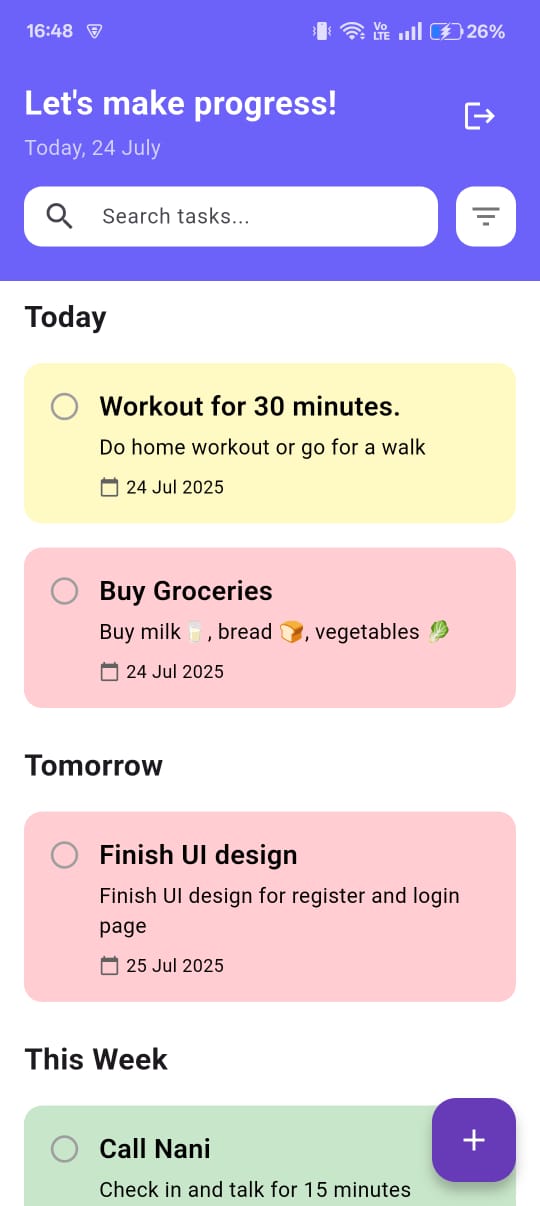 16:48 Vo LTE 26%
Let's make progress!
Today, 24 July
Search tasks...
Today
Workout for 30 minutes.
Do home workout or go for a walk
24 Jul 2025
Buy Groceries
Buy milk🥛, bread 🍞, vegetables 🥬
24 Jul 2025
Tomorrow
Finish UI design
Finish UI design for register and login
page
25 Jul 2025
This Week
Call Nani
Check in and talk for 15 minutes